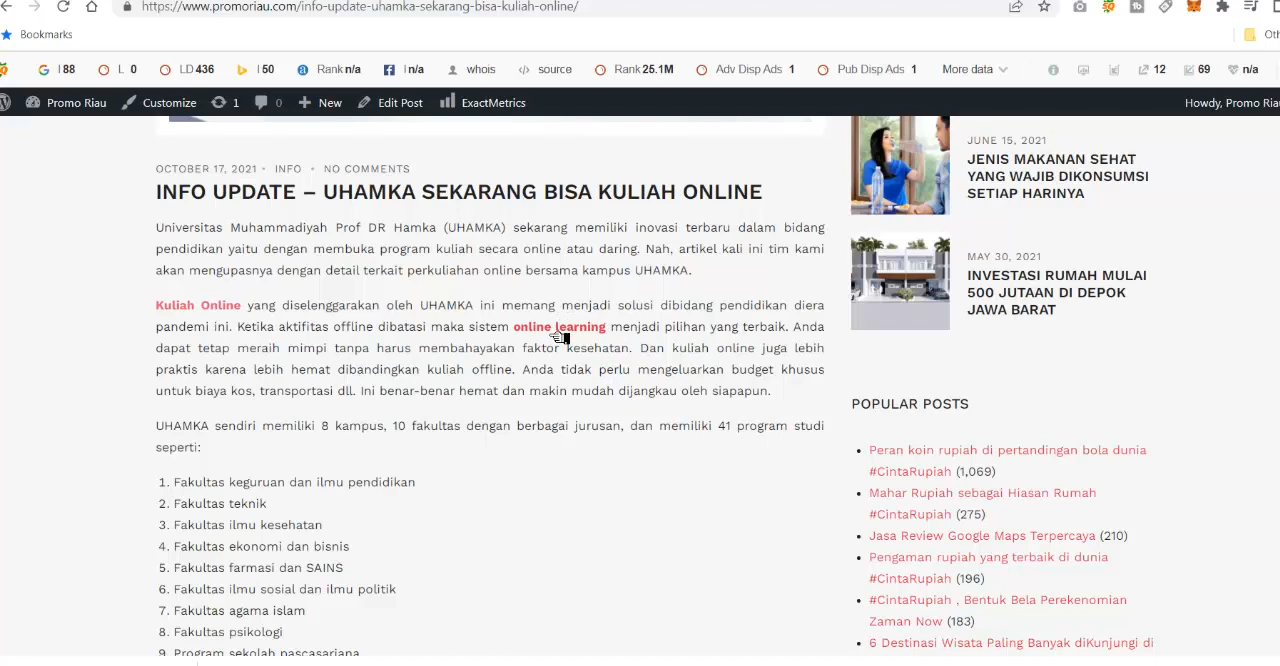 https://www.promoriau.com/info-update-uhamka-sekarang-bisa-kuliah-online/
Bookmarks
I 88 L 0 LD 436 I 50 Rank n/a I n/a whois source Rank 25.1M Adv Disp Ads 1 Pub Disp Ads 1 More data 12 69 n/a
Promo Riau Customize 1 0 New Edit Post ExactMetrics Howdy, Promo
OCTOBER 17, 2021 • INFO • NO COMMENTS
INFO UPDATE – UHAMKA SEKARANG BISA KULIAH ONLINE
Universitas Muhammadiyah Prof DR Hamka (UHAMKA) sekarang memiliki inovasi terbaru dalam bidang
pendidikan yatu dengan membuka program kuliah secara online atau daring. Nah, artikel kali ini tim kami
akan mengupasnya dengan detail terkait perkuliahan online bersama kampus UHAMKA.
Kuliah Online yang diselenggarakan oleh UHAMKA ini memang menjadi solusi dibidang pendidikan diera
pandemi ini. Ketika aktifitas offline dibatasi maka sistem online learning menjadi pilihan yang terbaik. Anda
dapat tetap meraih mimpi tanpa harus membahayakan faktor kesehatan. Dan kuliah online juga lebih
praktis karena lebih hemat dibandingkan kuliah offline. Anda tidak perlu mengeluarkan budget khusus
untuk biaya kos, transportasi dll. Ini benar-benar hemat dan makin mudah dijangkau oleh siapapun.
UHAMKA sendiri memiliki 8 kampus, 10 fakultas dengan berbagai jurusan, dan memiliki 41 program studi
seperti:
1. Fakultas keguruan dan ilmu pendidikan
2. Fakultas teknik
3. Fakultas ilmu kesehatan
4. Fakultas ekonomi dan bisnis
5. Fakultas farmasi dan SAINS
6. Fakultas ilmu sosial dan ilmu politik
7. Fakultas agama islam
8. Fakultas psikologi
9. Program sekolah pascasarjana
JUNE 15, 2021
JENIS MAKANAN SEHAT
YANG WAJIB DIKONSUMSI
SETIAP HARINYA
MAY 30, 2021
INVESTASI RUMAH MULAI
500 JUTAAN DI DEPOK
JAWA BARAT
POPULAR POSTS
Peran koin rupiah di pertandingan bola dunia
#CintaRupiah (1,069)
Mahar Rupiah sebagai Hiasan Rumah
#CintaRupiah (275)
Jasa Review Google Maps Terpercaya (210)
Pengaman rupiah yang terbaik di dunia
#CintaRupiah (196)
#CintaRupiah , Bentuk Bela Perekenomian
Zaman Now (183)
6 Destinasi Wisata Paling Banyak diKunjungi di